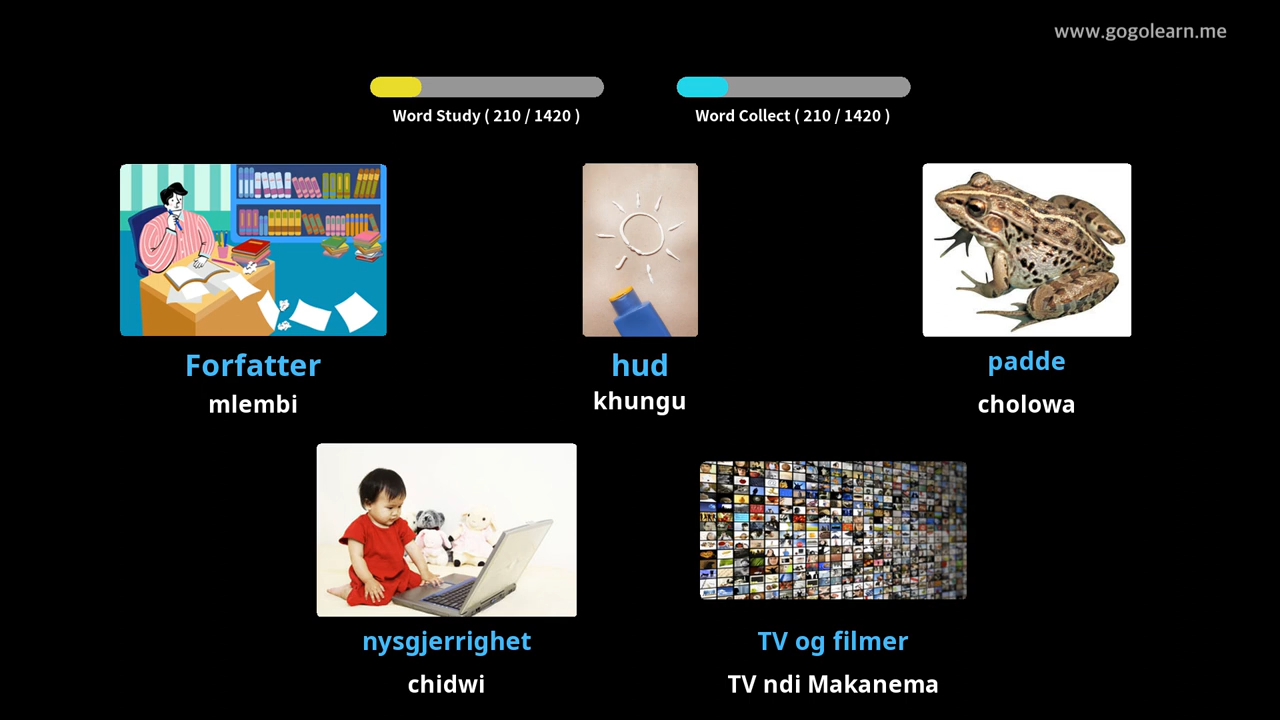 www.gogolearn.me
Word Study ( 210 / 1420 )
Word Collect ( 210 / 1420 )
Forfatter
mlembi
hud
khungu
padde
cholowa
nysgjerrighet
chidwi
TV og filmer
TV ndi Makanema